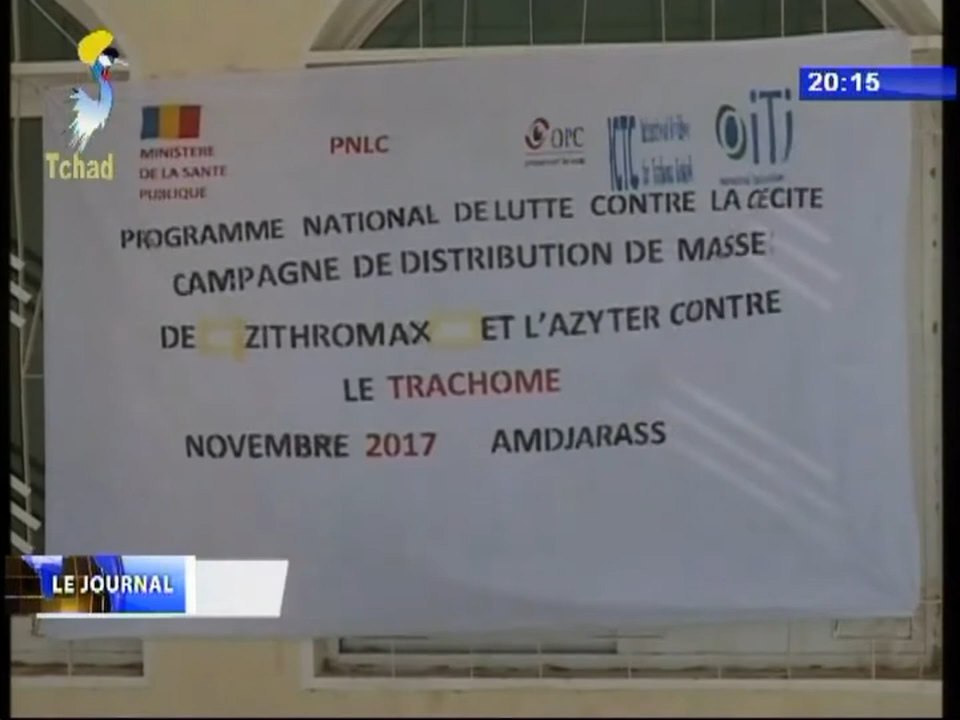 20:15
Tchad
MINISTERE
DE LA SANTE
PUBLIQUE
PNLC
OPC
ICTC
iTi
PROGRAMME NATIONAL DE LUTTE CONTRE LA CECITE
CAMPAGNE DE DISTRIBUTION DE MASSE
DE ZITHROMAX ET L'AZYTER CONTRE
LE TRACHOME
NOVEMBRE 2017 AMDJARASS
LE JOURNAL